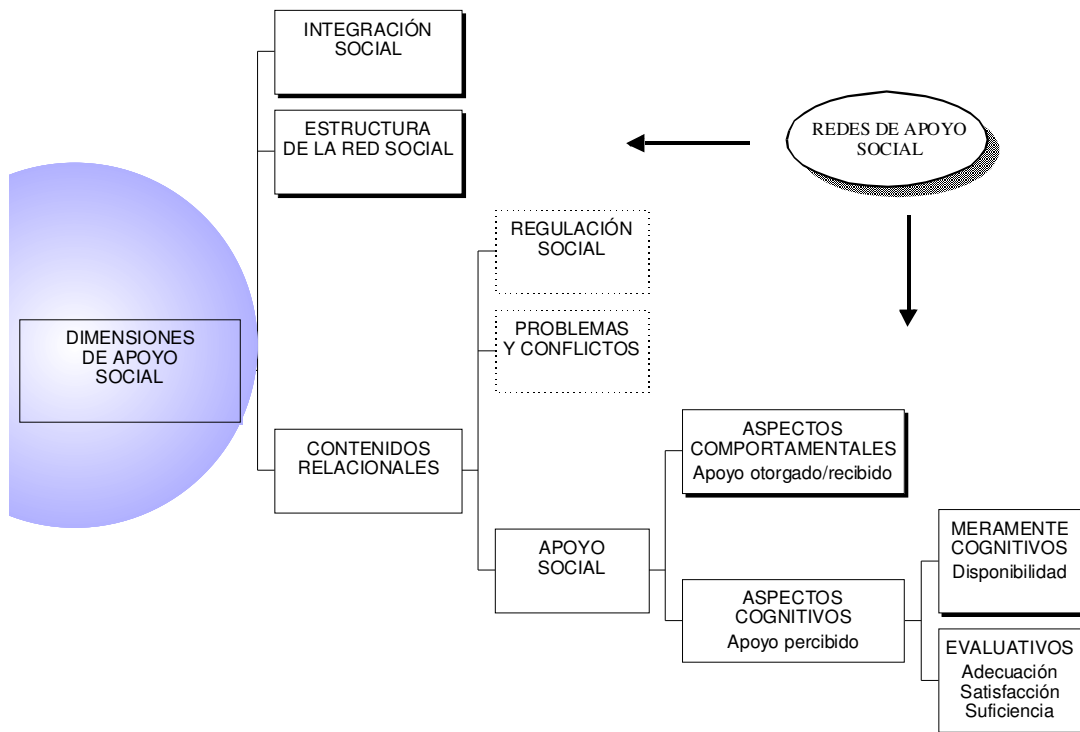 INTEGRACIÓN
SOCIAL
ESTRUCTURA
DE LA RED SOCIAL
REDES DE APOYO
SOCIAL
REGULACIÓN
SOCIAL
PROBLEMAS
Y CONFLICTOS
DIMENSIONES
DE APOYO
SOCIAL
CONTENIDOS
RELACIONALES
ASPECTOS
COMPORTAMENTALES
Apoyo otorgado/recibido
APOYO
SOCIAL
ASPECTOS
COGNITIVOS
Apoyo percibido
MERAMENTE
COGNITIVOS
Disponibilidad
EVALUATIVOS
Adecuación
Satisfacción
Suficiencia